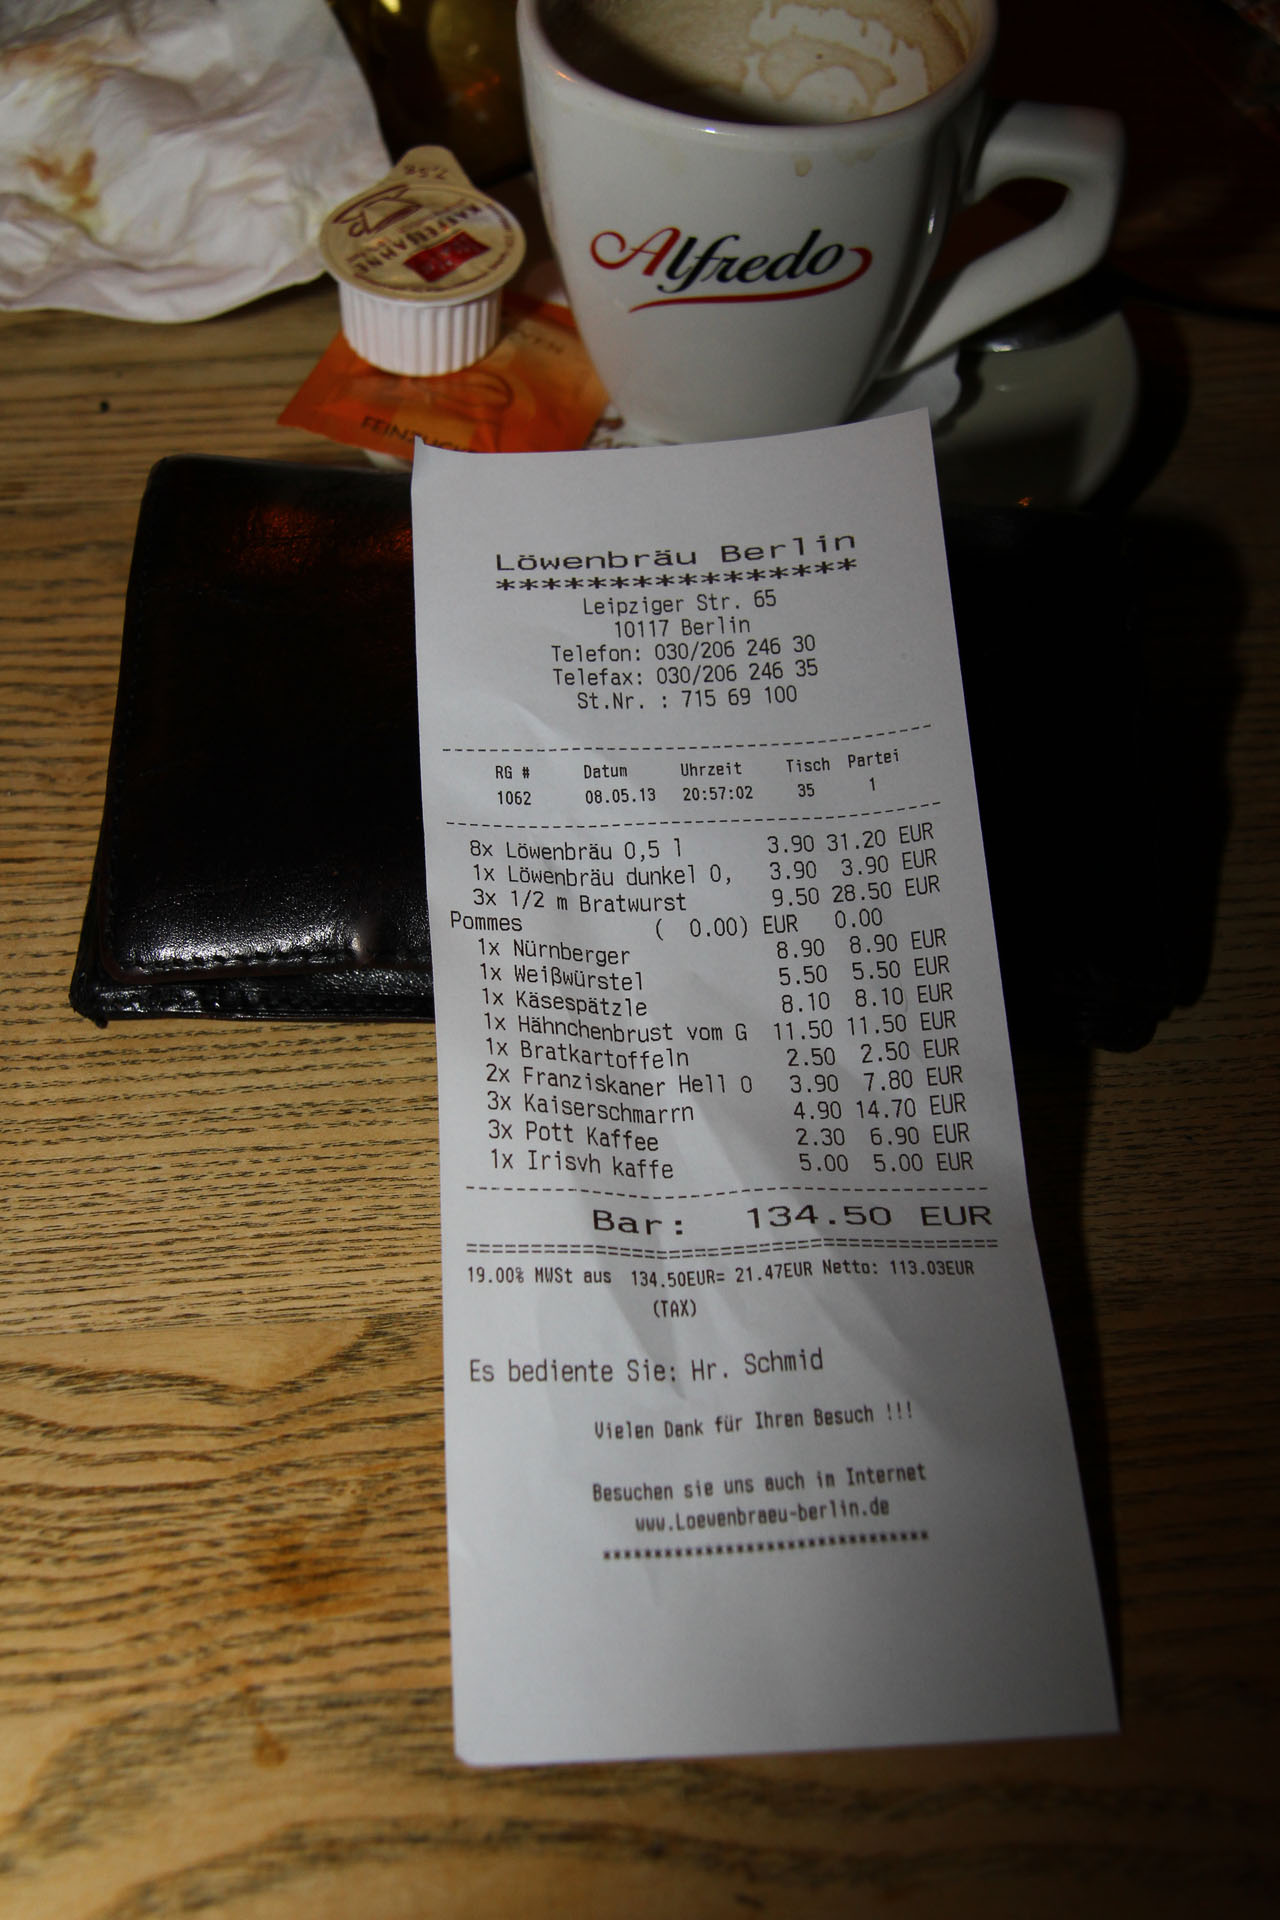 KAFFEESAHNE
Alfredo
FEINZUCKER
Löwenbräu Berlin
****************
Leipziger Str. 65
10117 Berlin
Telefon: 030/206 246 30
Telefax: 030/206 246 35
St.Nr. : 715 69 100
RG # Datum Uhrzeit Tisch Partei
1062 08.05.13 20:57:02 35 1
8x Löwenbräu 0,5 l 3.90 31.20 EUR
1x Löwenbräu dunkel 0, 3.90 3.90 EUR
3x 1/2 m Bratwurst 9.50 28.50 EUR
Pommes ( 0.00) EUR 0.00
1x Nürnberger 8.90 8.90 EUR
1x Weißwürstel 5.50 5.50 EUR
1x Käsespätzle 8.10 8.10 EUR
1x Hähnchenbrust vom G 11.50 11.50 EUR
1x Bratkartoffeln 2.50 2.50 EUR
2x Franziskaner Hell 0 3.90 7.80 EUR
3x Kaiserschmarrn 4.90 14.70 EUR
3x Pott Kaffee 2.30 6.90 EUR
1x Irisvh kaffe 5.00 5.00 EUR
Bar: 134.50 EUR
19.00% MWSt aus 134.50EUR= 21.47EUR Netto: 113.03EUR
(TAX)
Es bediente Sie: Hr. Schmid
Vielen Dank für Ihren Besuch !!!
Besuchen sie uns auch im Internet
www.Loewenbraeu-berlin.de